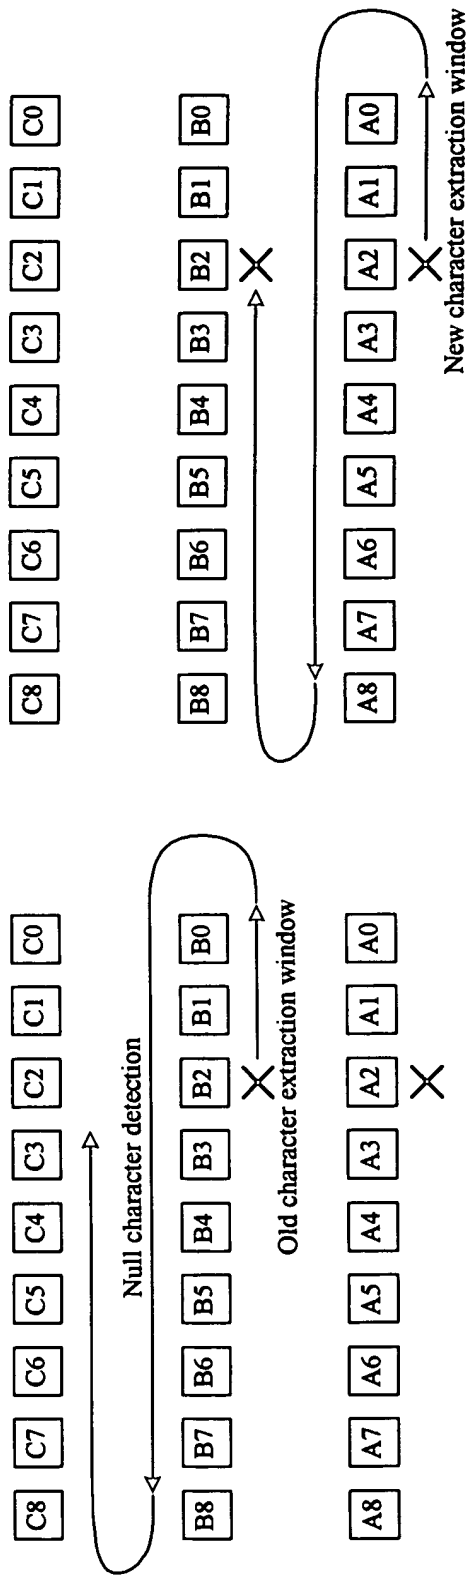 C8 C7 C6 C5 C4 C3 C2 C1 C0 C8 C7 C6 C5 C4 C3 C2 C1 C0
Null character detection
B8 B7 B6 B5 B4 B3 B2 B1 B0 B8 B7 B6 B5 B4 B3 B2 B1 B0
Old character extraction window
A8 A7 A6 A5 A4 A3 A2 A1 A0 A8 A7 A6 A5 A4 A3 A2 A1 A0
New character extraction window